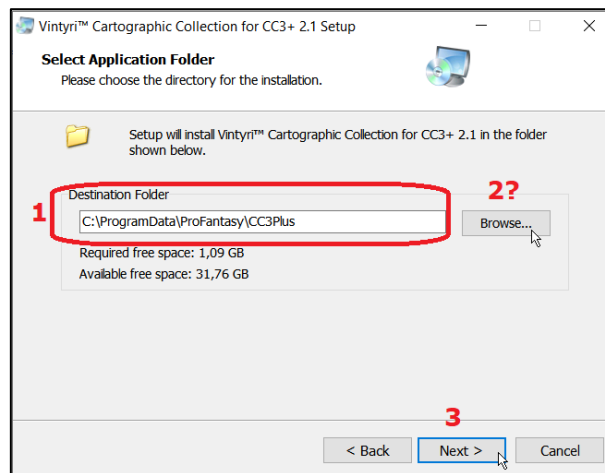 Vintyri™ Cartographic Collection for CC3+ 2.1 Setup
Select Application Folder
Please choose the directory for the installation.
Setup will install Vintyri™ Cartographic Collection for CC3+ 2.1 in the folder
shown below.
Destination Folder
2?
1
C:\ProgramData\ProFantasy\CC3Plus
Browse...
Required free space: 1,09 GB
Available free space: 31,76 GB
3
< Back
Next >
Cancel